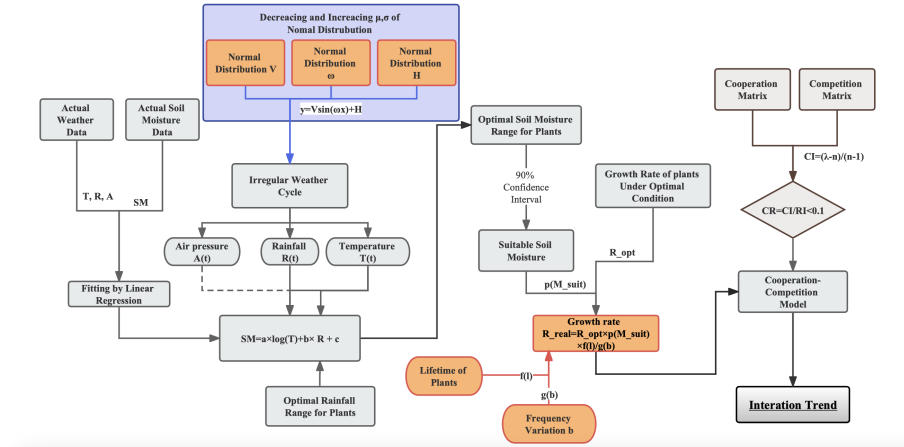 Decreacing and Increacing μ,σ of
Nomal Distrubution
Normal
Distribution V
Normal
Distribution
ω
Normal
Distribution
H
y=Vsin(ωx)+H
Actual
Weather
Data
Actual Soil
Moisture
Data
T, R, A
SM
Fitting by Linear
Regression
Irregular Weather
Cycle
Air pressure
A(t)
Rainfall
R(t)
Temperature
T(t)
SM=a×log(T)+b× R + c
Optimal Rainfall
Range for Plants
Optimal Soil Moisture
Range for Plants
90%
Confidence
Interval
Suitable Soil
Moisture
p(M_suit)
Growth Rate of plants
Under Optimal
Condition
R_opt
Growth rate
R_real=R_opt×p(M_suit)
×f(l)/g(b)
Lifetime of
Plants
f(l)
g(b)
Frequency
Variation b
Cooperation
Matrix
Competition
Matrix
CI=(λ-n)/(n-1)
CR=CI/RI<0.1
Cooperation-
Competition
Model
Interation Trend